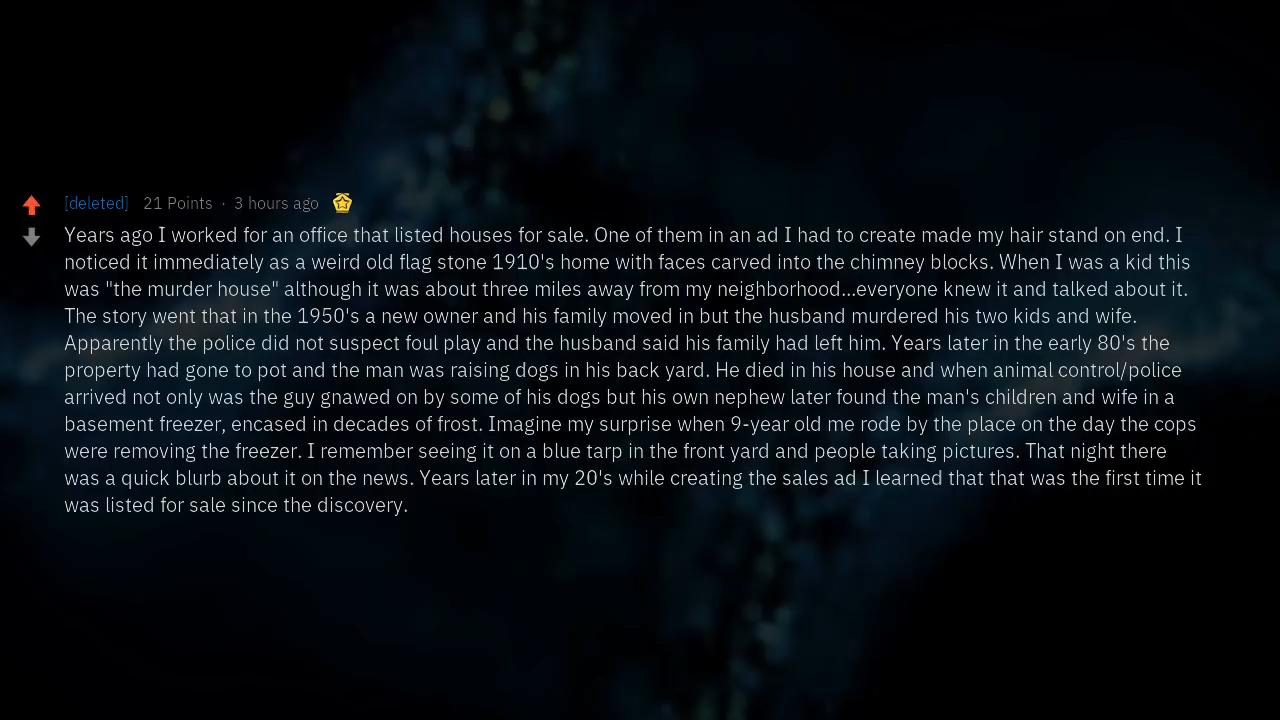 [deleted] 21 Points · 3 hours ago
Years ago I worked for an office that listed houses for sale. One of them in an ad I had to create made my hair stand on end. I
noticed it immediately as a weird old flag stone 1910's home with faces carved into the chimney blocks. When I was a kid this
was "the murder house" although it was about three miles away from my neighborhood...everyone knew it and talked about it.
The story went that in the 1950's a new owner and his family moved in but the husband murdered his two kids and wife.
Apparently the police did not suspect foul play and the husband said his family had left him. Years later in the early 80's the
property had gone to pot and the man was raising dogs in his back yard. He died in his house and when animal control/police
arrived not only was the guy gnawed on by some of his dogs but his own nephew later found the man's children and wife in a
basement freezer, encased in decades of frost. Imagine my surprise when 9-year old me rode by the place on the day the cops
were removing the freezer. I remember seeing it on a blue tarp in the front yard and people taking pictures. That night there
was a quick blurb about it on the news. Years later in my 20's while creating the sales ad I learned that that was the first time it
was listed for sale since the discovery.